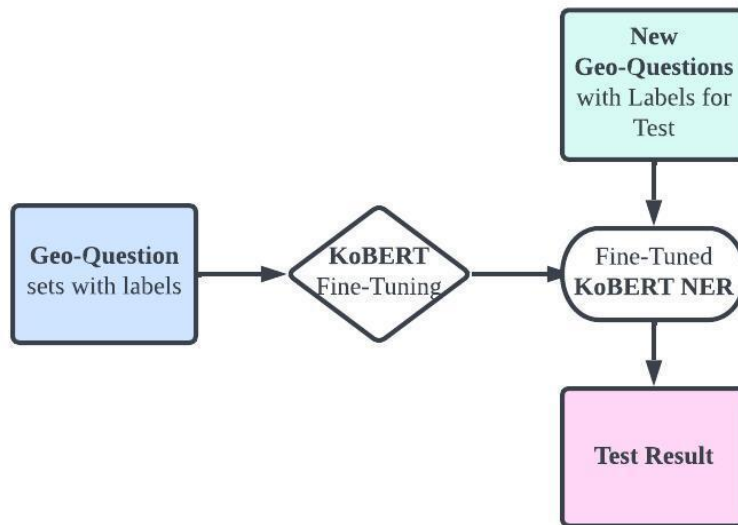 New
Geo-Questions
with Labels for
Test
Geo-Question
sets with labels
KoBERT
Fine-Tuning
Fine-Tuned
KoBERT NER
Test Result